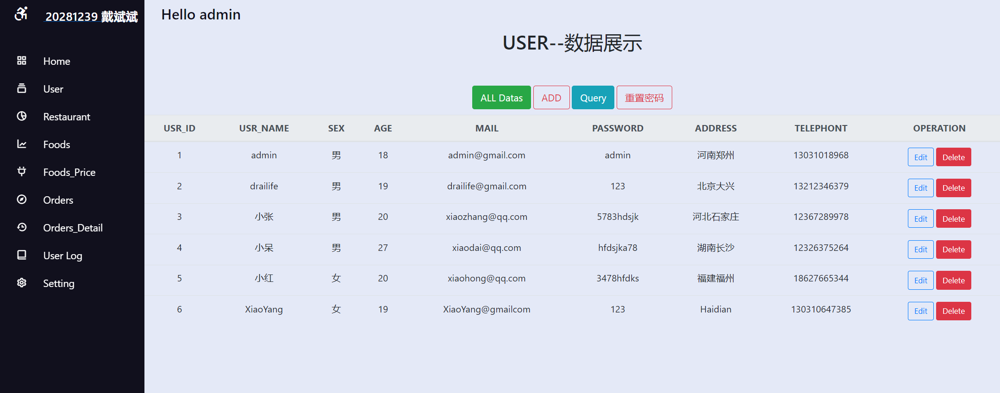 20281239 戴斌斌
Home
User
Restaurant
Foods
Foods_Price
Orders
Orders_Detail
User Log
Setting
Hello admin
USER--数据展示
ALL Datas ADD Query 重置密码
USR_ID USR_NAME SEX AGE MAIL PASSWORD ADDRESS TELEPHONT OPERATION
1 admin 男 18 admin@gmail.com admin 河南郑州 13031018968 Edit Delete
2 drailife 男 19 drailife@gmail.com 123 北京大兴 13212346379 Edit Delete
3 小张 男 20 xiaozhang@qq.com 5783hdsjk 河北石家庄 12367289978 Edit Delete
4 小呆 男 27 xiaodai@qq.com hfdsjka78 湖南长沙 12326375264 Edit Delete
5 小红 女 20 xiaohong@qq.com 3478hfdks 福建福州 18627665344 Edit Delete
6 XiaoYang 女 19 XiaoYang@gmailcom 123 Haidian 130310647385 Edit Delete